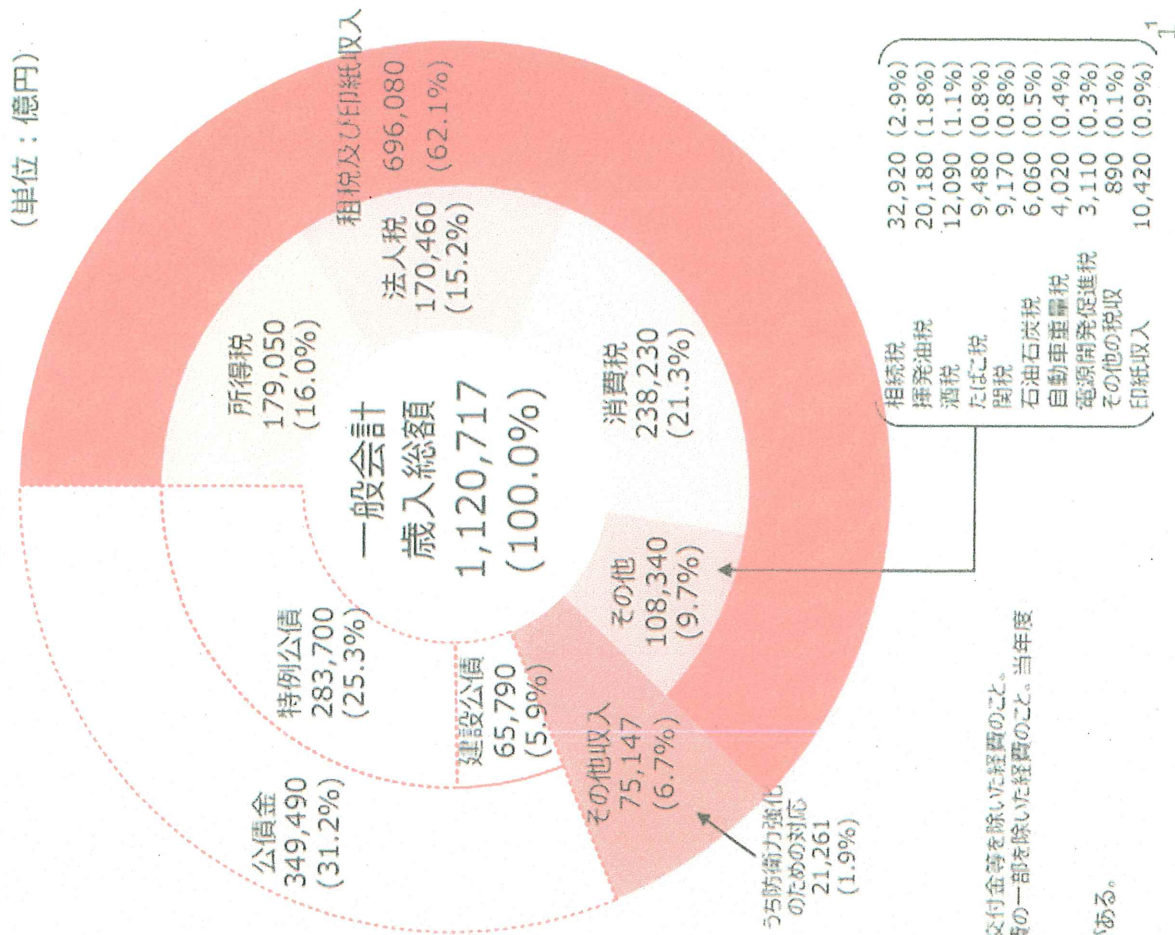 (単位：億円)
租税及び印紙収入
696,080
(62.1%)
所得税
179,050
(16.0%)
法人税
170,460
(15.2%)
消費税
238,230
(21.3%)
その他
108,340
(9.7%)
一般会計
歳入総額
1,120,717
(100.0%)
公債金
349,490
(31.2%)
特例公債
283,700
(25.3%)
建設公債
65,790
(5.9%)
その他収入
75,147
(6.7%)
うち防衛力強化
のための対応
21,261
(1.9%)
相続税 32,920 (2.9%)
揮発油税 20,180 (1.8%)
酒税 12,090 (1.1%)
たばこ税 9,480 (0.8%)
関税 9,170 (0.8%)
石油石炭税 6,060 (0.5%)
自動車重量税 4,020 (0.4%)
電源開発促進税 3,110 (0.3%)
その他の税収 890 (0.1%)
印紙収入 10,420 (0.9%)
交付金等を除いた経費のこと。
の一部を除いた経費のこと。当年度
がある。
1